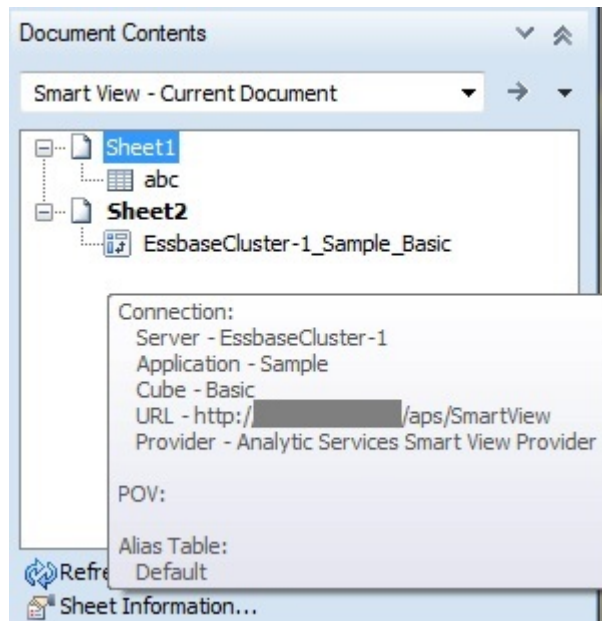 Document Contents
Smart View - Current Document
Sheet1
abc
Sheet2
EssbaseCluster-1_Sample_Basic
Connection:
Server - EssbaseCluster-1
Application - Sample
Cube - Basic
URL - http:/ /aps/SmartView
Provider - Analytic Services Smart View Provider
POV:
Alias Table:
Default
Refre
Sheet Information...